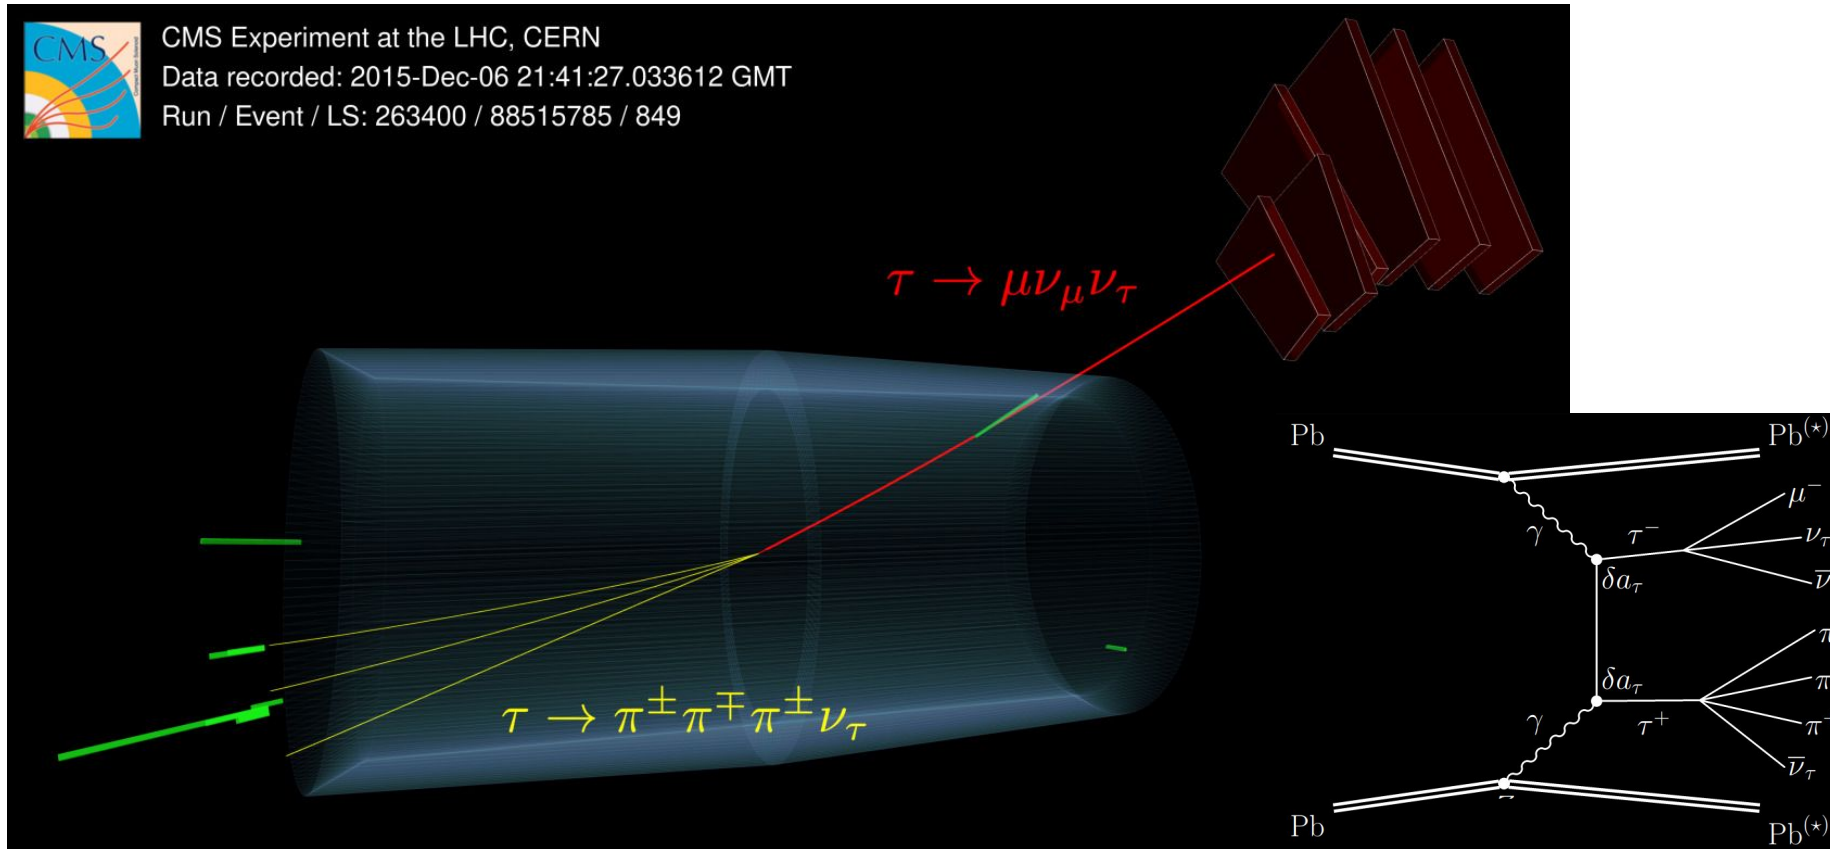 CMS
CMS Experiment at the LHC, CERN
Data recorded: 2015-Dec-06 21:41:27.033612 GMT
Run / Event / LS: 263400 / 88515785 / 849
τ → μν_μν_τ
τ → π^±π^∓π^±ν_τ
Pb
Pb^(⋆)
μ^−
γ
τ^−
ν_τ
δa_τ
ν̄
π
δa_τ
π
γ
τ^+
π^−
ν̄_τ
Pb
Pb^(⋆)